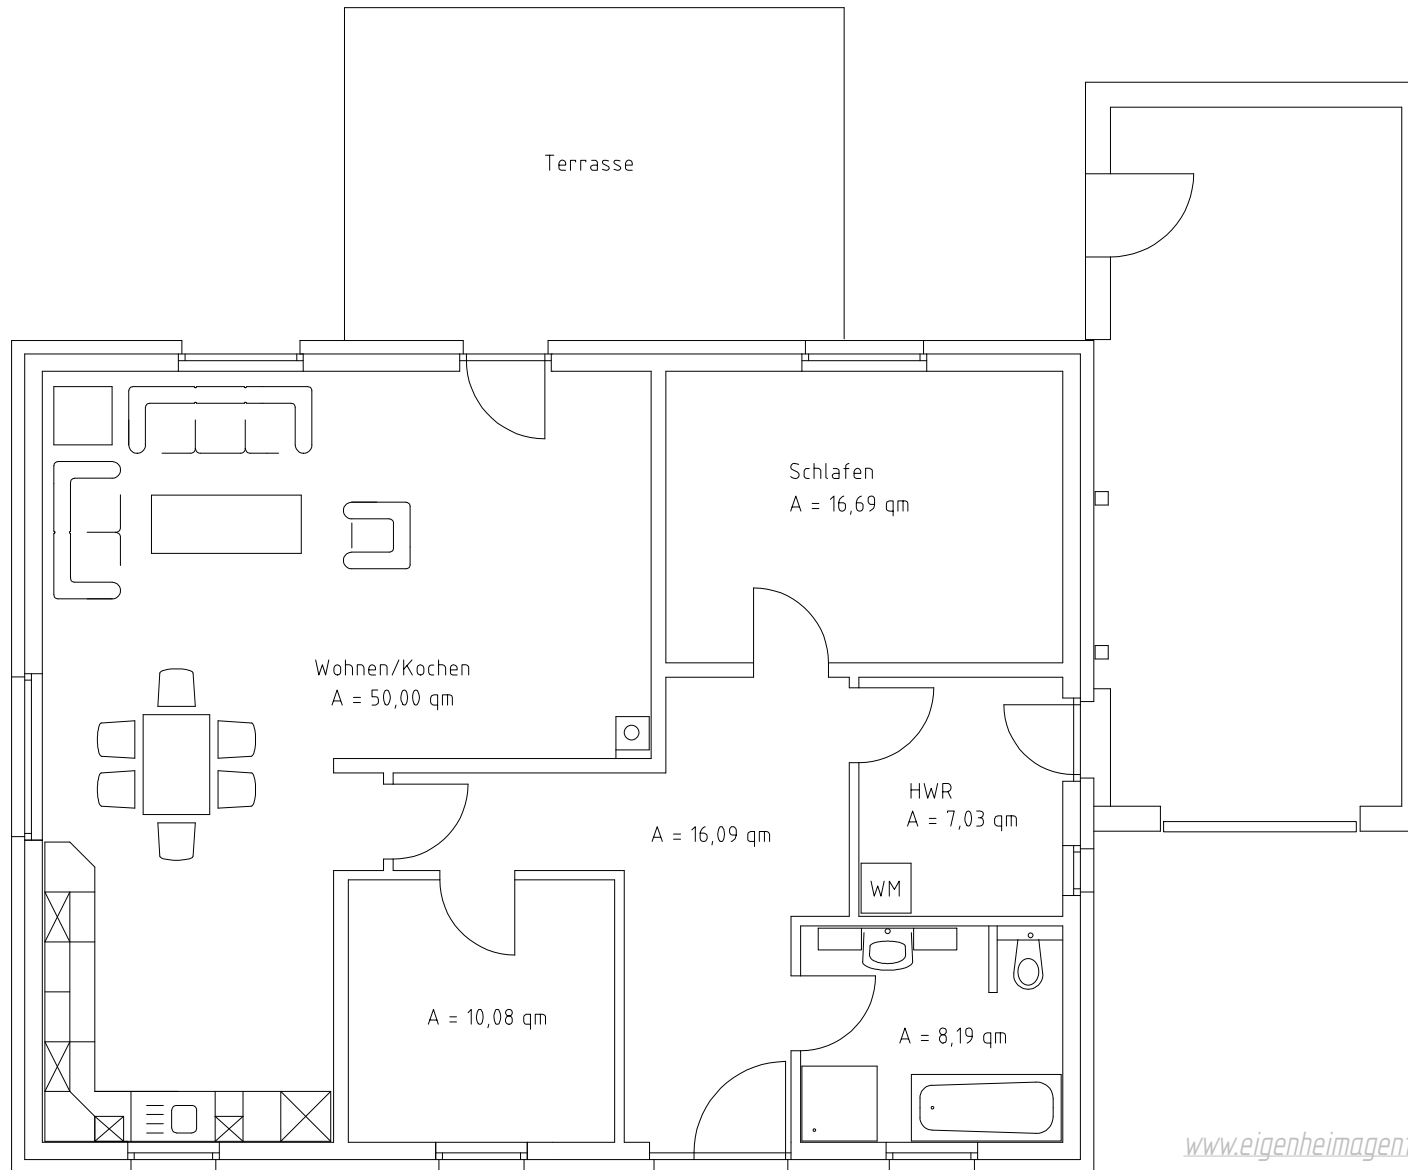 Terrasse
Schlafen
A = 16,69 qm
Wohnen/Kochen
A = 50,00 qm
HWR
A = 7,03 qm
A = 16,09 qm
WM
A = 10,08 qm
A = 8,19 qm